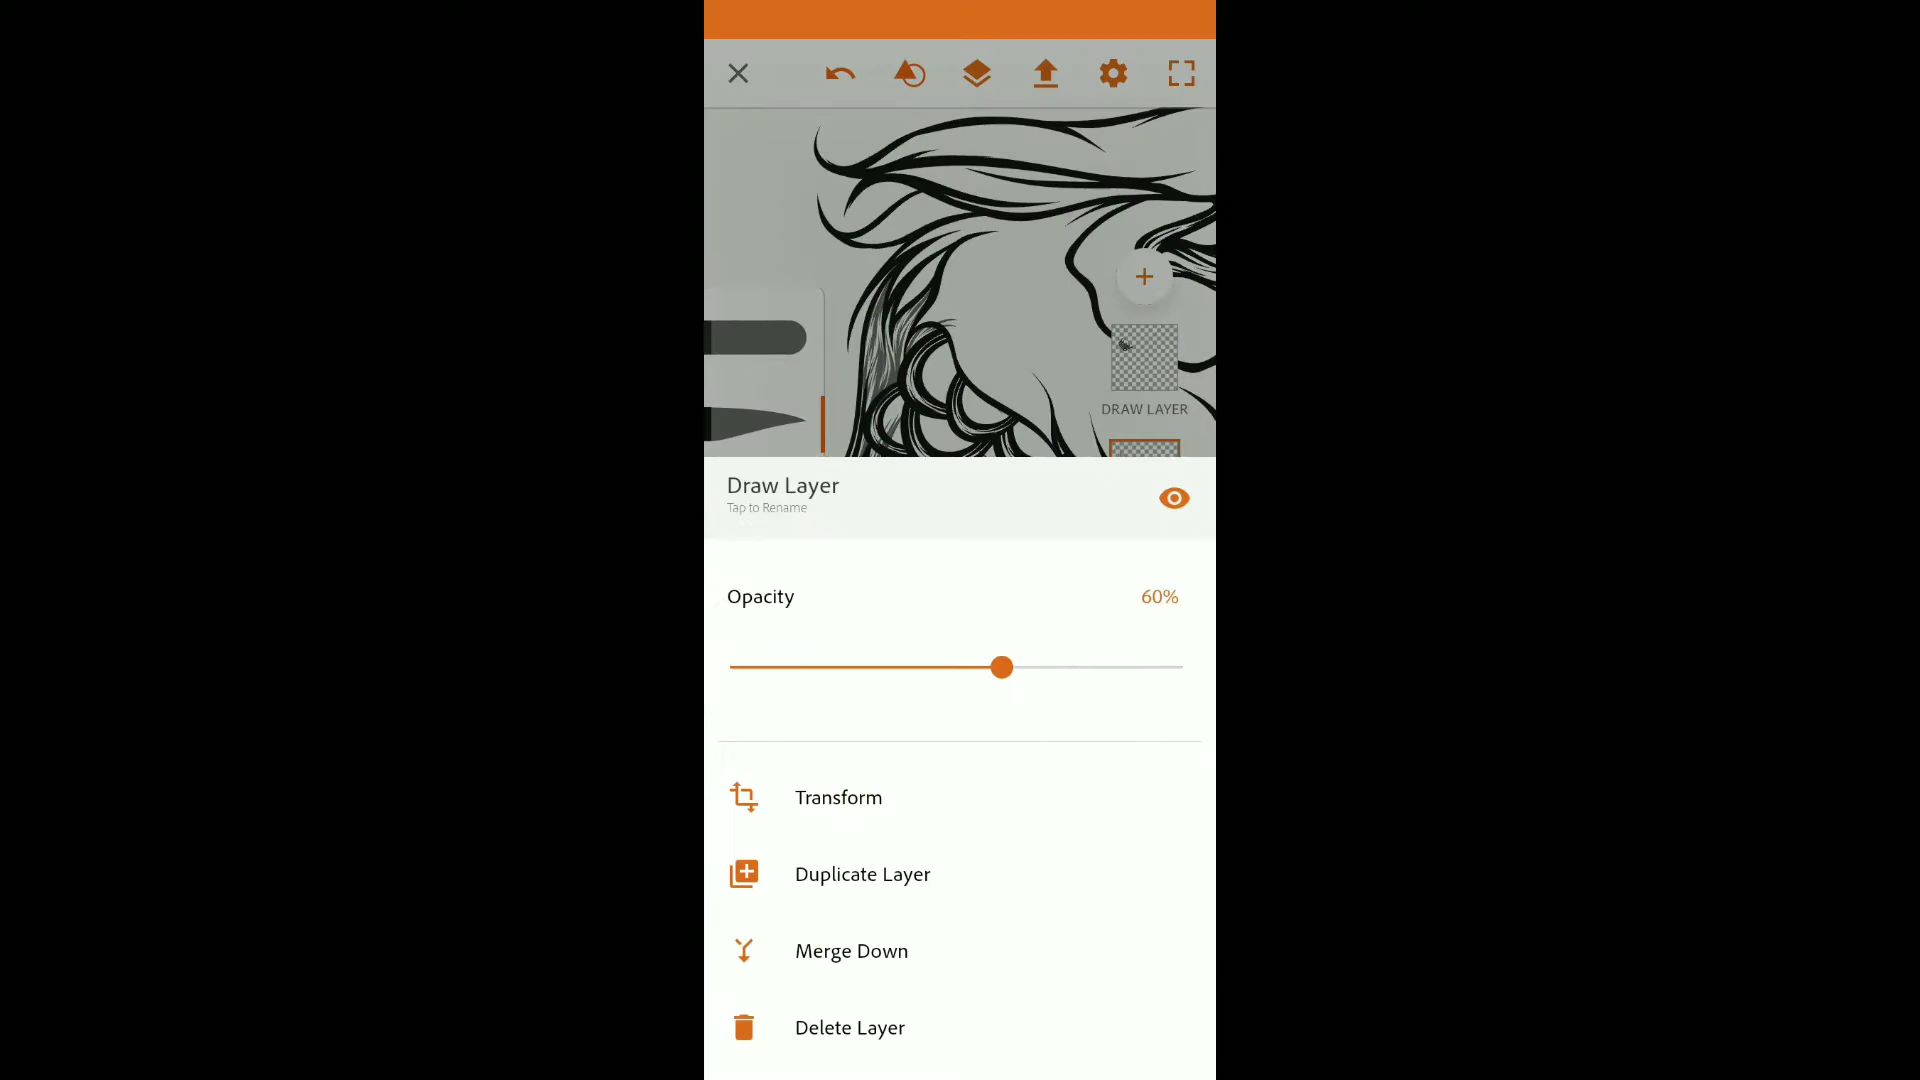 DRAW LAYER
Draw Layer
Tap to Rename
Opacity 60%
Transform
Duplicate Layer
Merge Down
Delete Layer